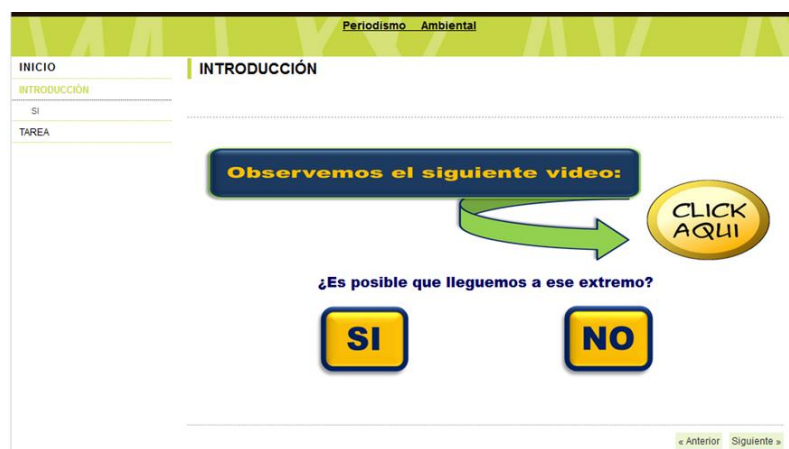 Periodismo Ambiental
INICIO
INTRODUCCIÓN
SI
TAREA
INTRODUCCIÓN
Observemos el siguiente video:
CLICK
AQUI
¿Es posible que lleguemos a ese extremo?
SI
NO
« Anterior
Siguiente »